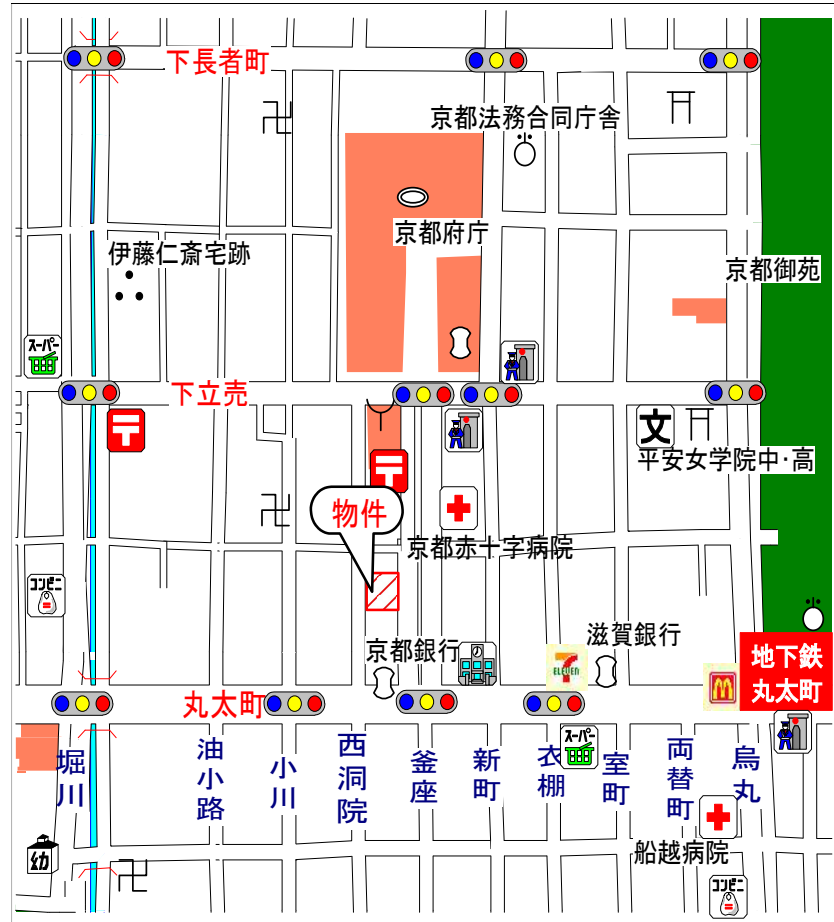 下長者町
京都法務合同庁舎
京都府庁
伊藤仁斎宅跡
京都御苑
スーパー
下立売
文
平安女学院中･高
物件
京都赤十字病院
コンビニ
滋賀銀行
京都銀行
7
ELEVEN
地下鉄
丸太町
M
丸太町
スーパー
堀川
油小路
小川
西洞院
釜座
新町
衣棚
室町
両替町
烏丸
船越病院
幼
コンビニ